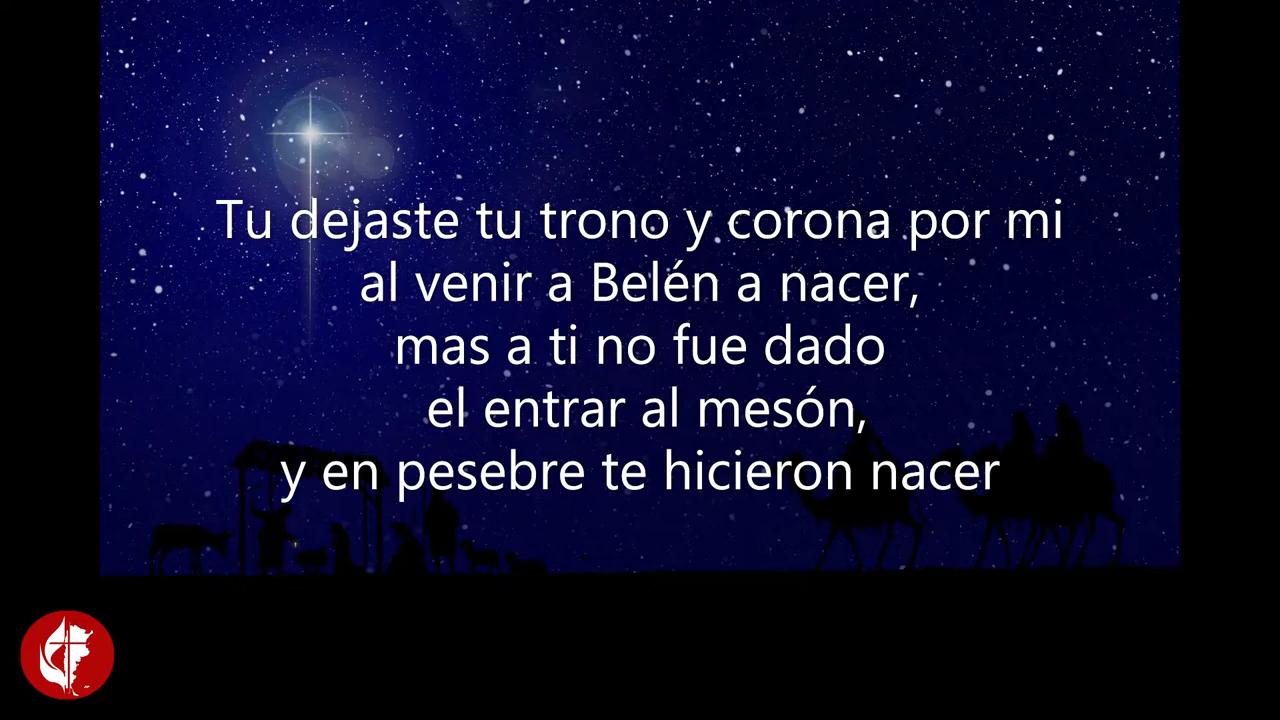 Tu dejaste tu trono y corona por mi
al venir a Belén a nacer,
mas a ti no fue dado
el entrar al mesón,
y en pesebre te hicieron nacer